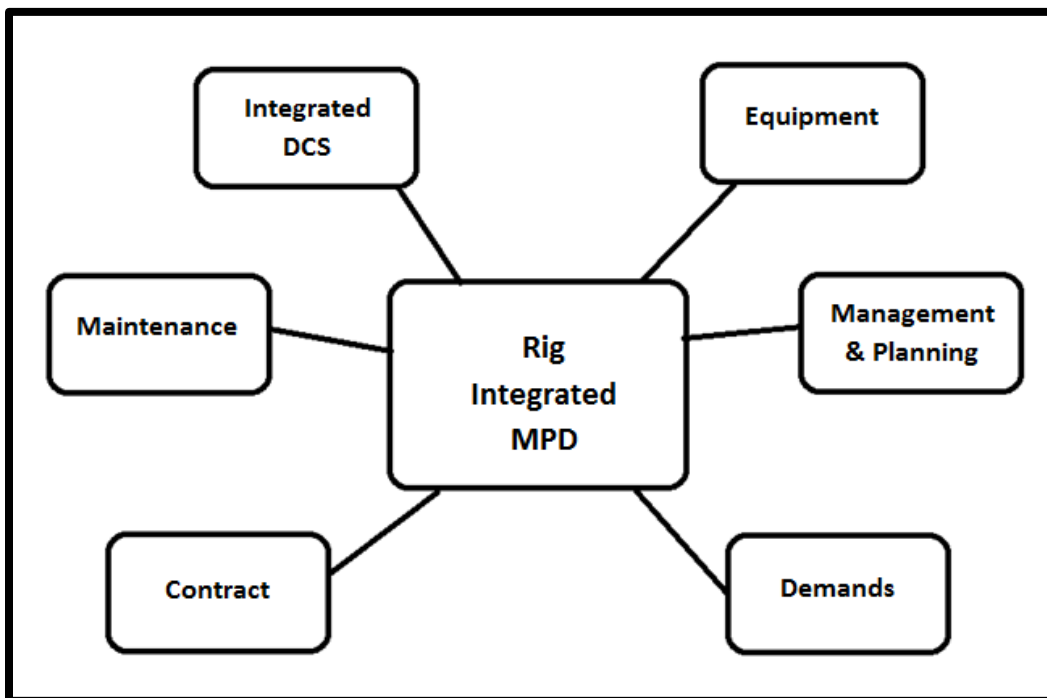 Integrated
DCS
Equipment
Maintenance
Rig
Integrated
MPD
Management
& Planning
Contract
Demands